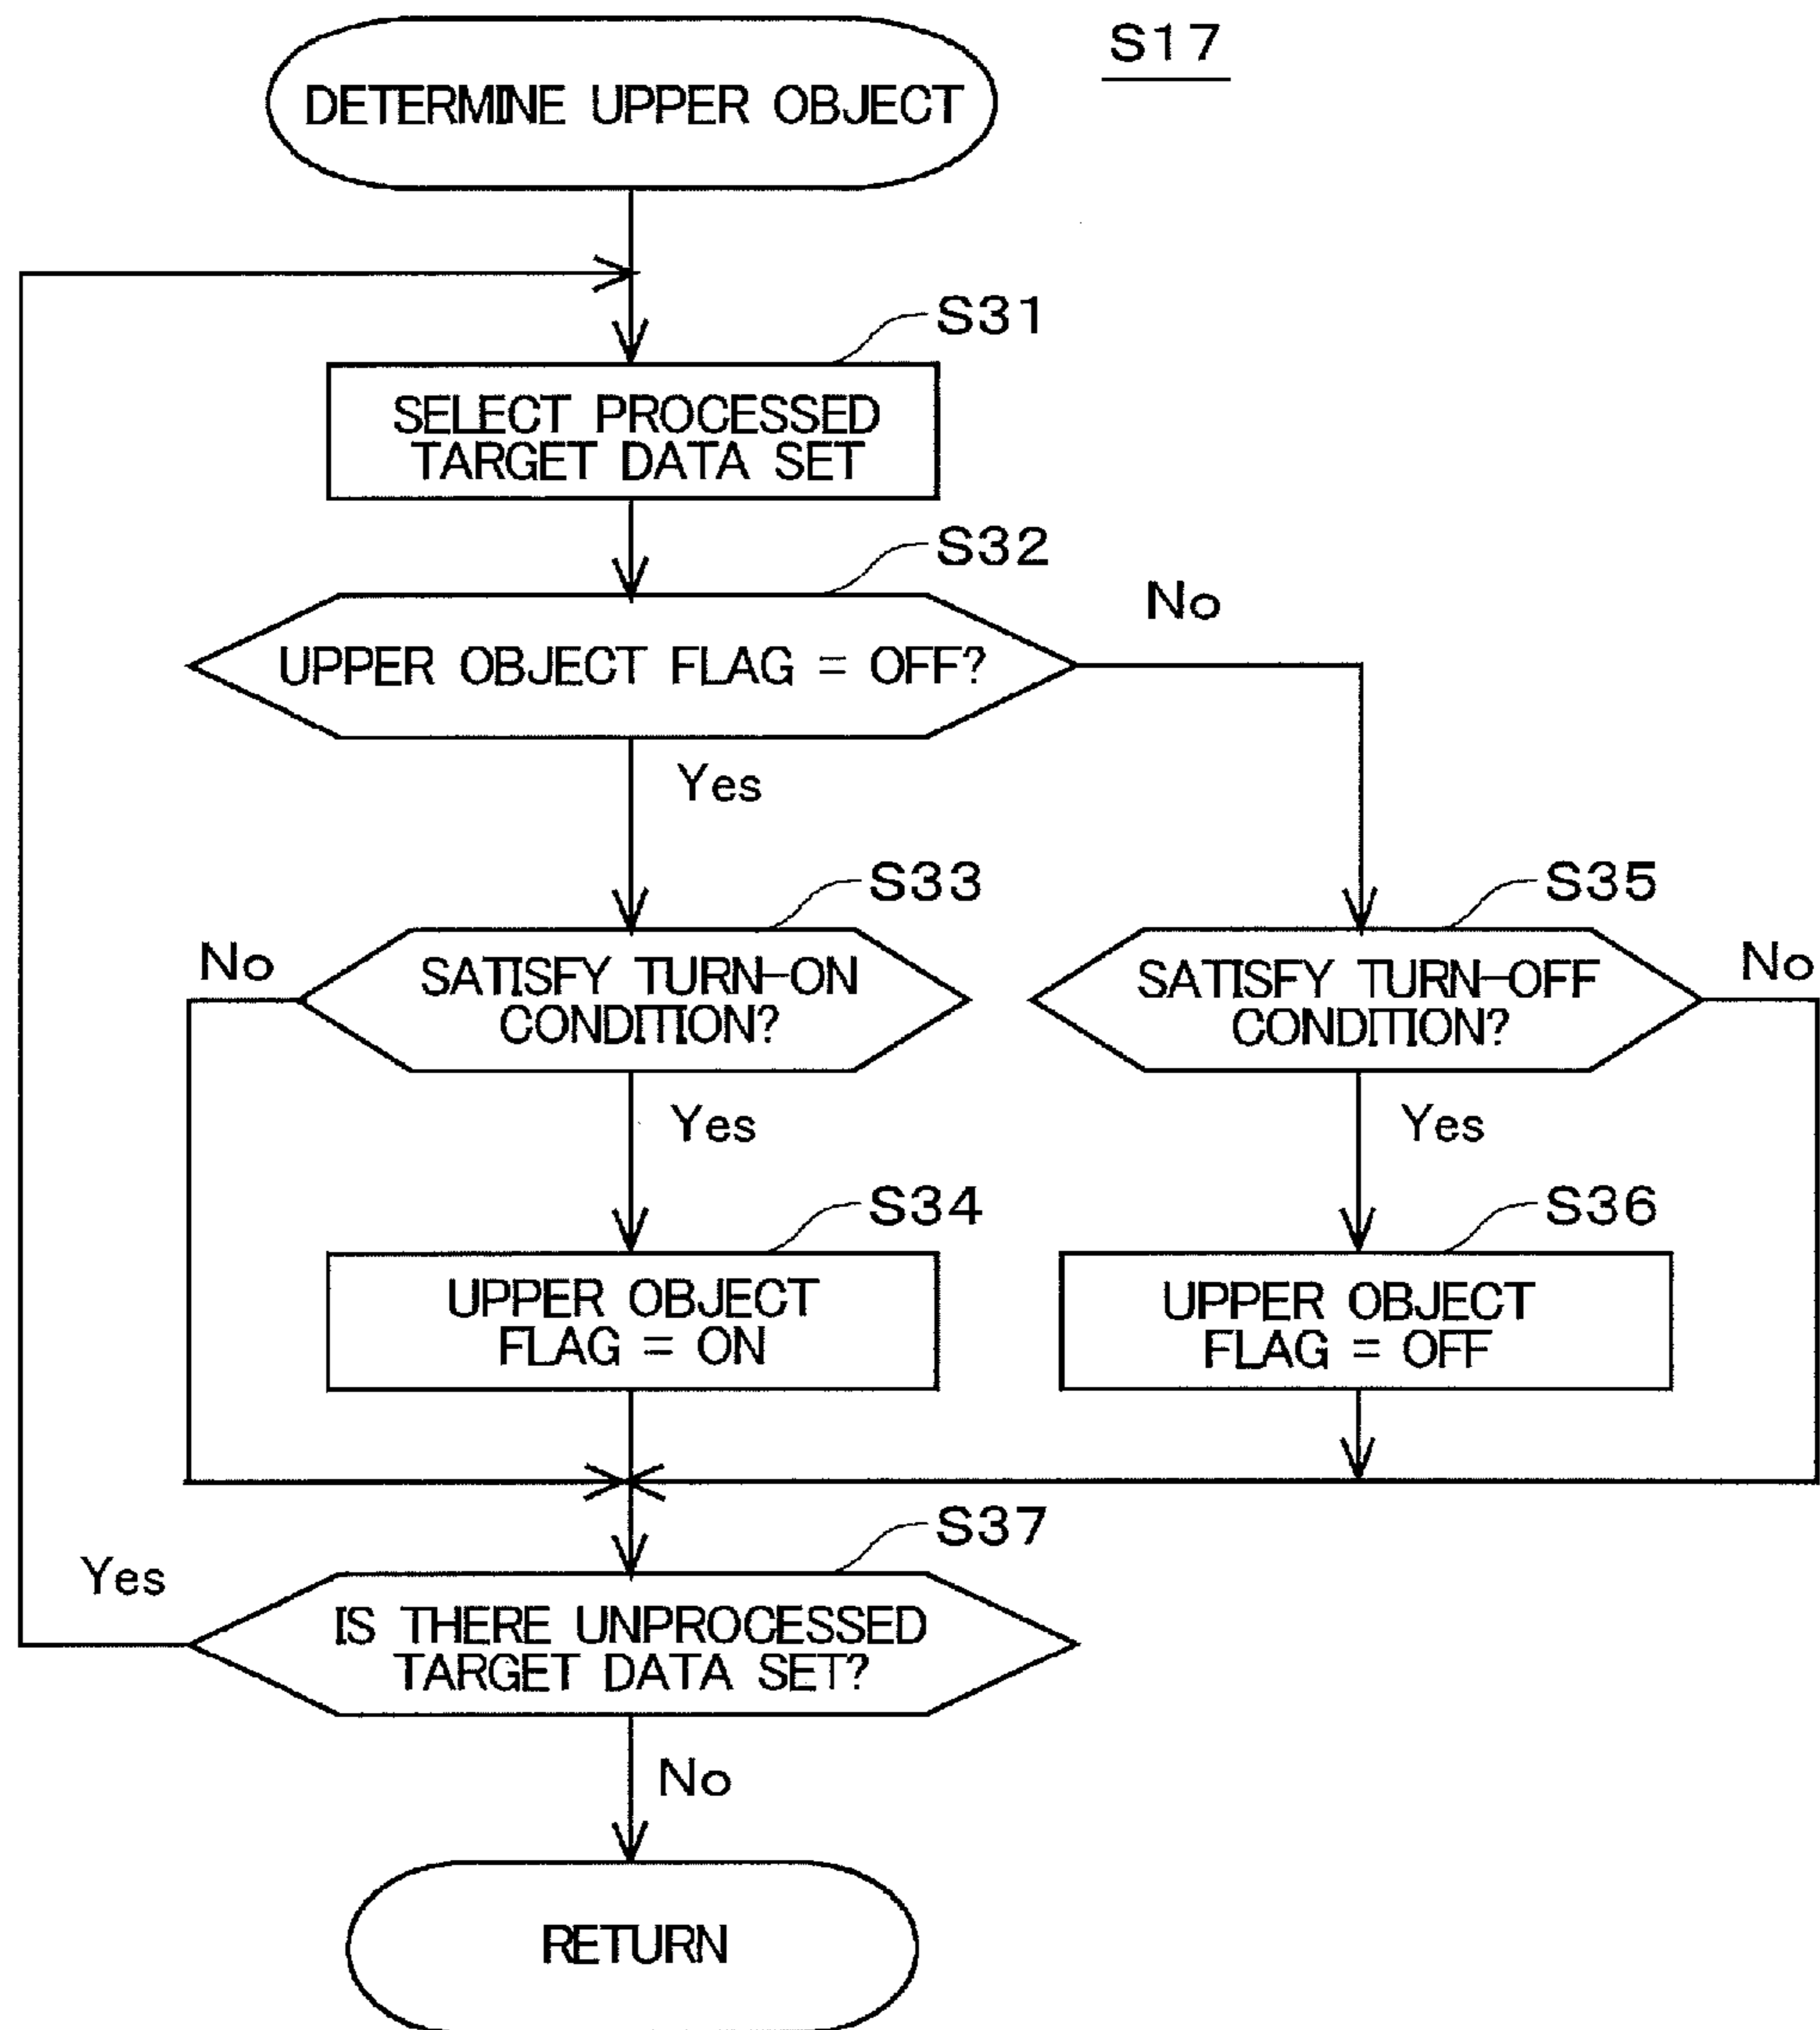 S17
DETERMINE UPPER OBJECT
S31
SELECT PROCESSED
TARGET DATA SET
S32
No
UPPER OBJECT FLAG = OFF?
Yes
S33
S35
No
SATISFY TURN-ON
CONDITION?
SATISFY TURN-OFF
CONDITION?
No
Yes
Yes
S34
S36
UPPER OBJECT
FLAG = ON
UPPER OBJECT
FLAG = OFF
S37
Yes
IS THERE UNPROCESSED
TARGET DATA SET?
No
RETURN